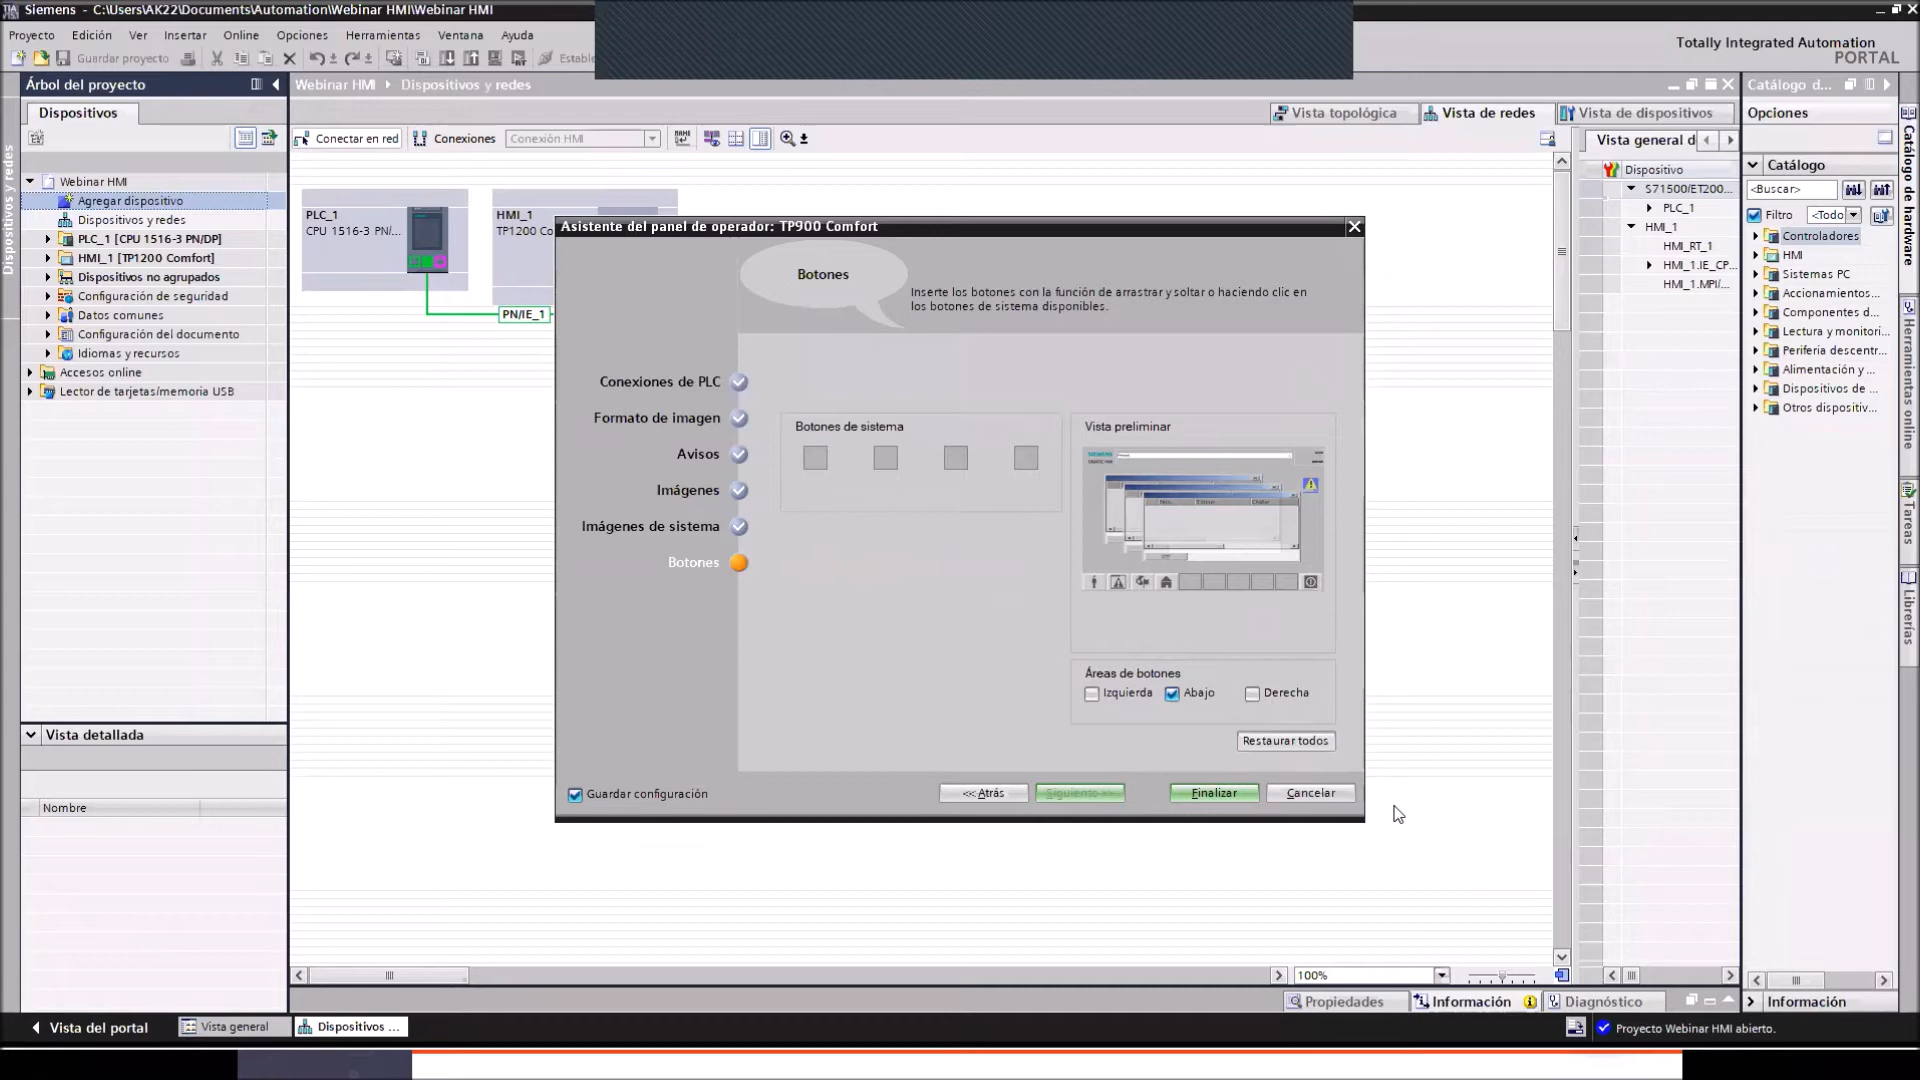 Siemens - C:\Users\AK22\Documents\Automation\Webinar HMI\Webinar HMI
Proyecto Edición Ver Insertar Online Opciones Herramientas Ventana Ayuda
Guardar proyecto
Totally Integrated Automation
PORTAL
Árbol del proyecto
Webinar HMI
Dispositivos y redes
Catálogo d...
Dispositivos
Vista topológica
Vista de redes
Vista de dispositivos
Opciones
Conectar en red
Conexiones
Conexión HMI
Vista general d
Dispositivos y redes
Webinar HMI
Agregar dispositivo
Dispositivos y redes
PLC_1 [CPU 1516-3 PN/DP]
HMI_1 [TP1200 Comfort]
Dispositivos no agrupados
Configuración de seguridad
Datos comunes
Configuración del documento
Idiomas y recursos
Accesos online
Lector de tarjetas/memoria USB
Vista detallada
Nombre
PLC_1
CPU 1516-3 PN/...
HMI_1
TP1200 Co
PN/IE_1
Asistente del panel de operador: TP900 Comfort
Botones
Inserte los botones con la función de arrastrar y soltar o haciendo clic en
los botones de sistema disponibles.
Conexiones de PLC
Formato de imagen
Avisos
Imágenes
Imágenes de sistema
Botones
Botones de sistema
Vista preliminar
SIEMENS
Áreas de botones
Izquierda
Abajo
Derecha
Restaurar todos
Guardar configuración
<< Atrás
Siguiente >>
Finalizar
Cancelar
Dispositivo
S71500/ET200...
PLC_1
HMI_1
HMI_RT_1
HMI_1.IE_CP...
HMI_1.MPI/...
Catálogo
<Buscar>
Filtro
<Todo
Controladores
HMI
Sistemas PC
Accionamientos...
Componentes d...
Lectura y monitori...
Periferia descentr...
Alimentación y ...
Dispositivos de ...
Otros dispositiv...
Catálogo de hardware
Herramientas online
Tareas
Librerías
100%
Propiedades
Información
Diagnóstico
Información
Vista del portal
Vista general
Dispositivos ...
Proyecto Webinar HMI abierto.